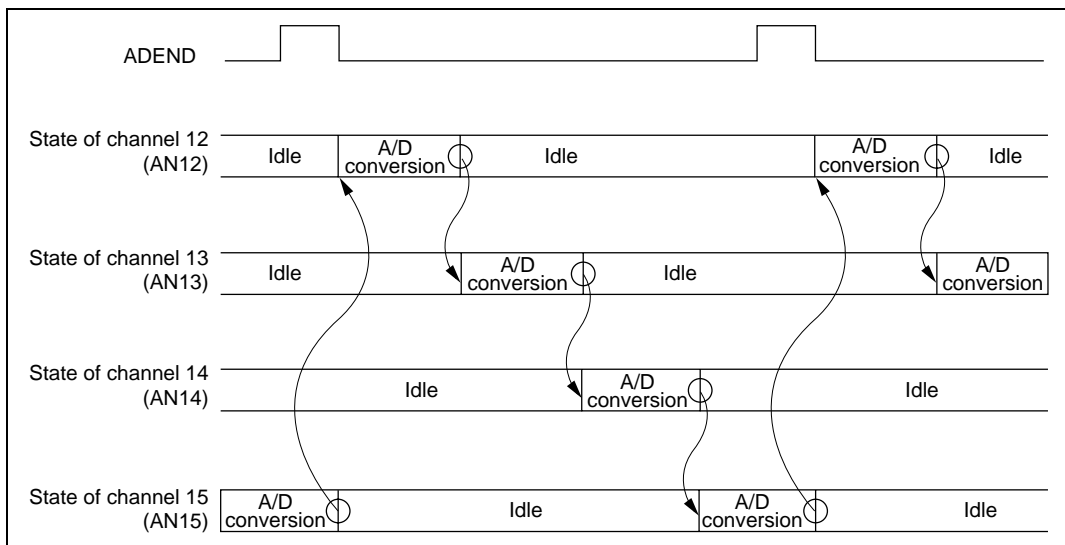 ADEND
State of channel 12
(AN12)
Idle
A/D
conversion
Idle
A/D
conversion
Idle
State of channel 13
(AN13)
Idle
A/D
conversion
Idle
A/D
conversion
State of channel 14
(AN14)
Idle
A/D
conversion
Idle
State of channel 15
(AN15)
A/D
conversion
Idle
A/D
conversion
Idle